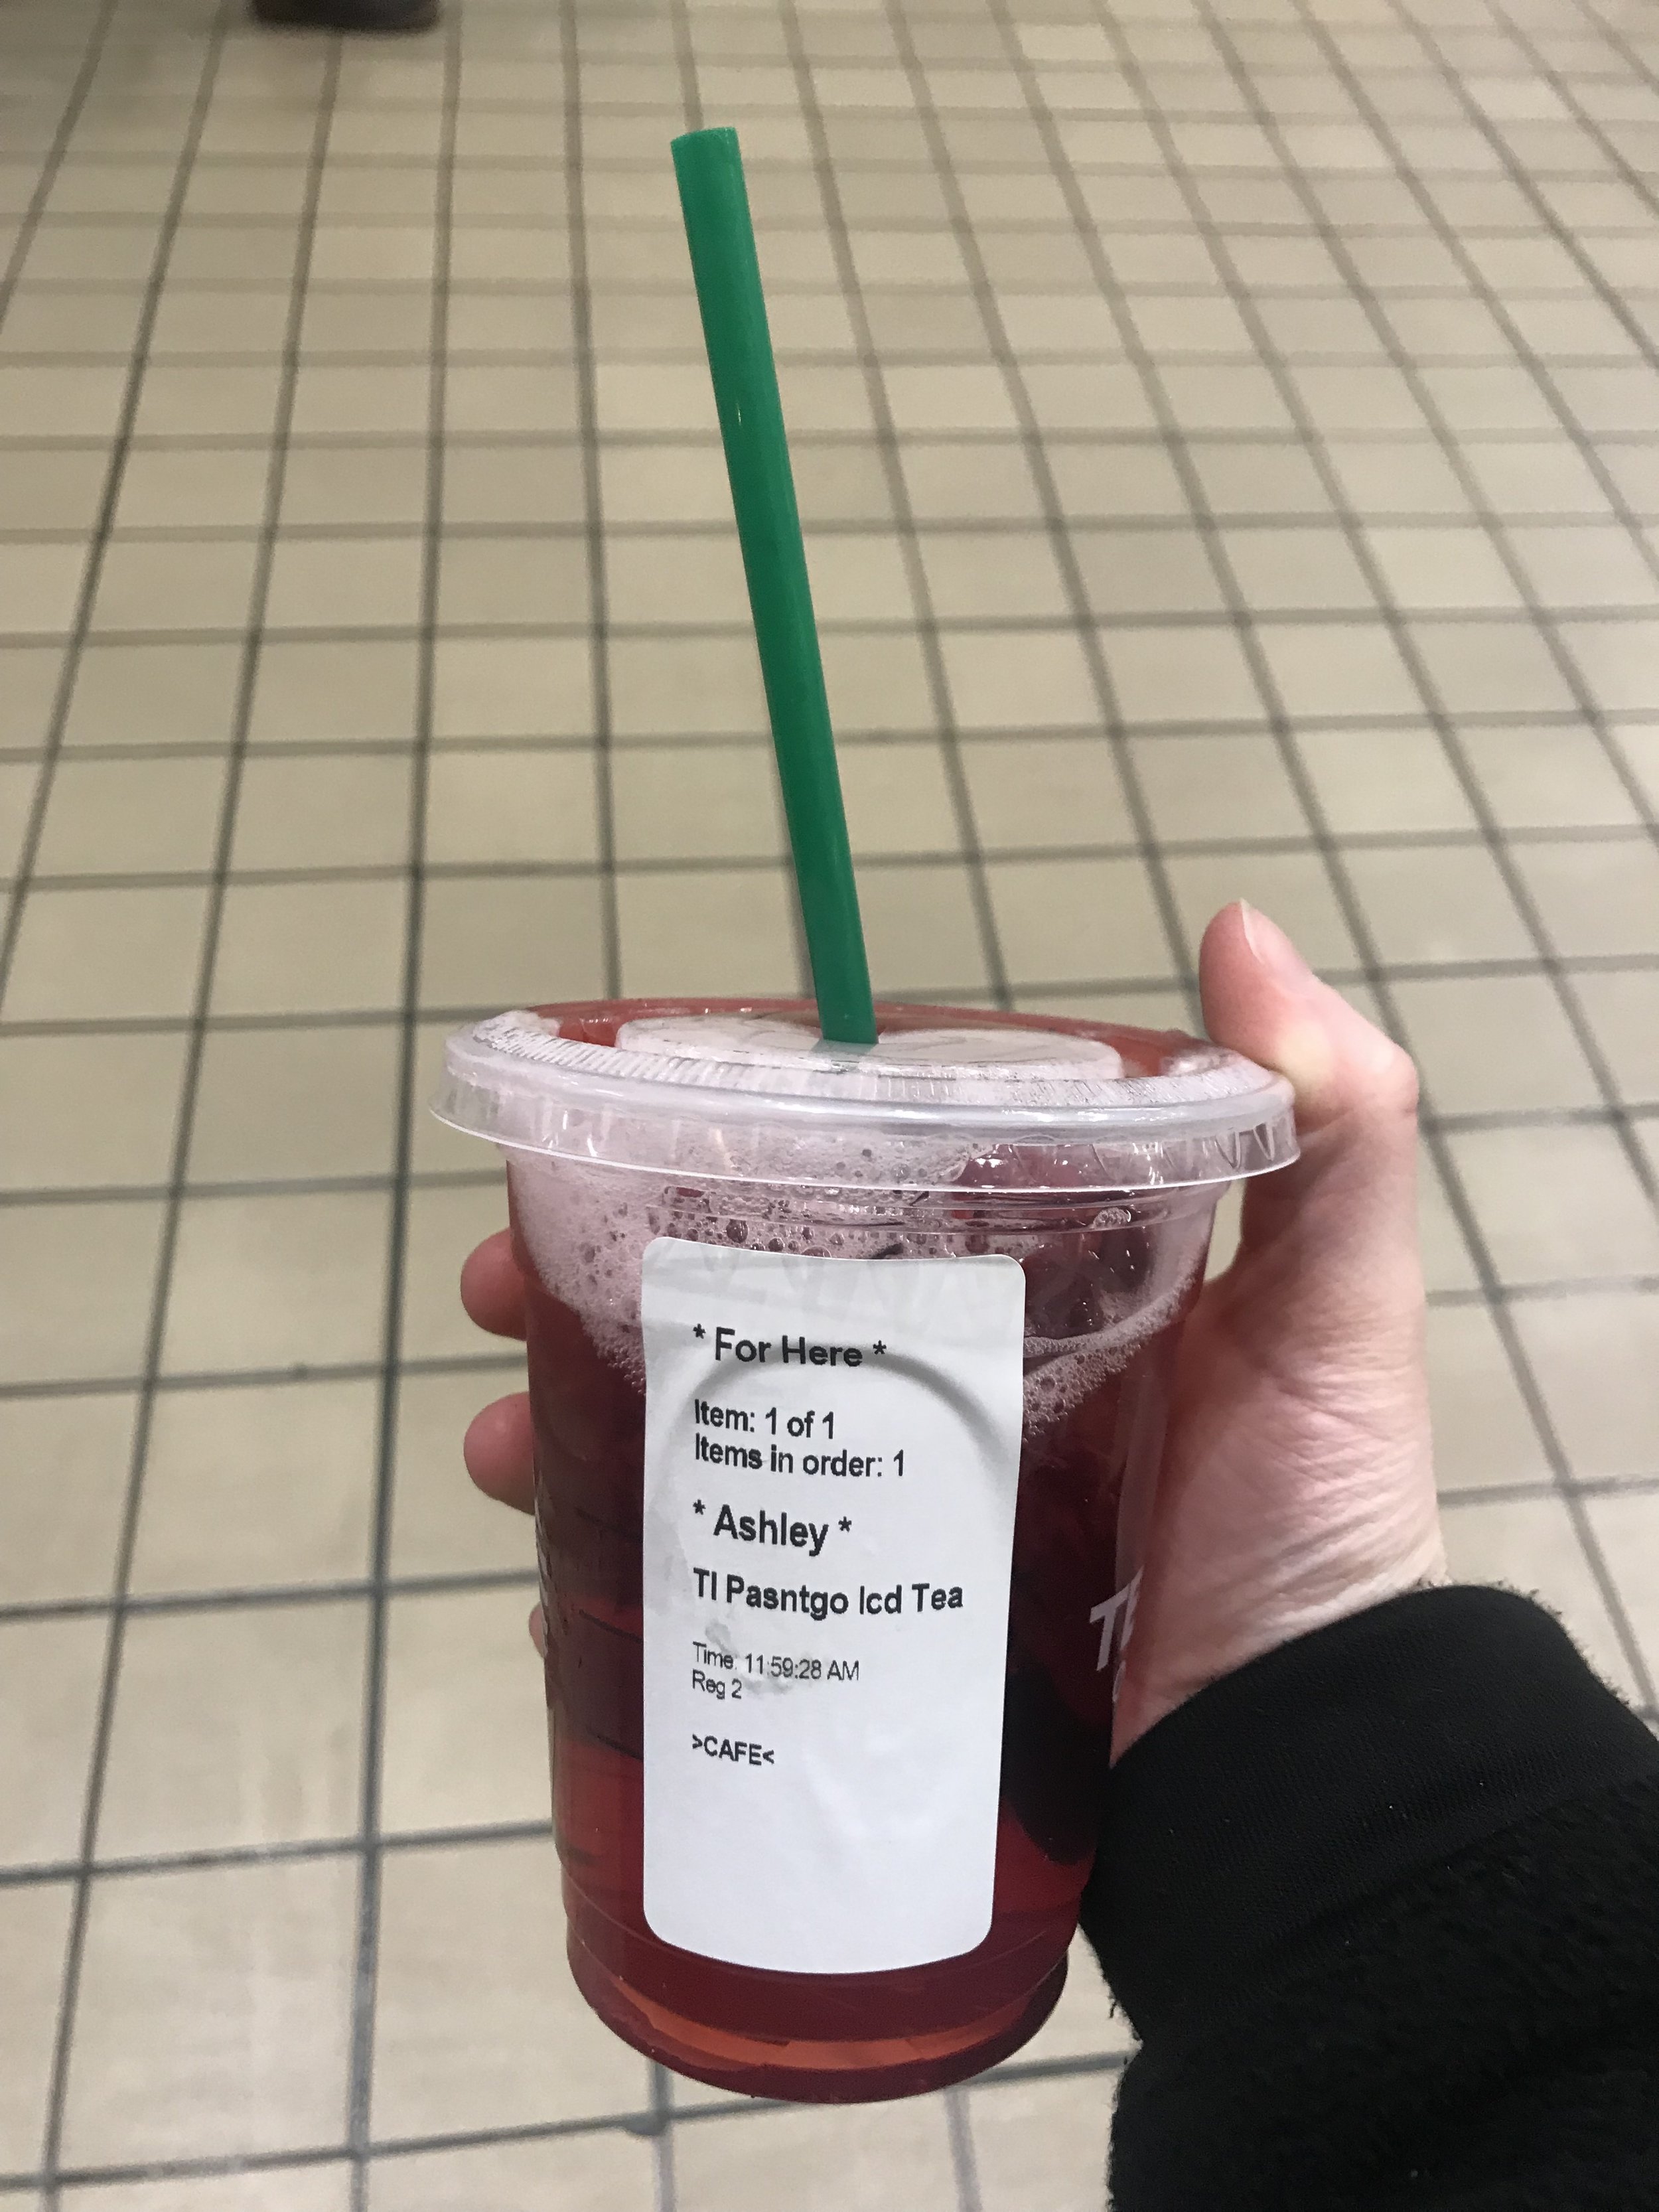 * For Here *
Item: 1 of 1
Items in order: 1
* Ashley *
Tl Pasntgo Icd Tea
Time: 11:59:28 AM
Reg 2
>CAFE<